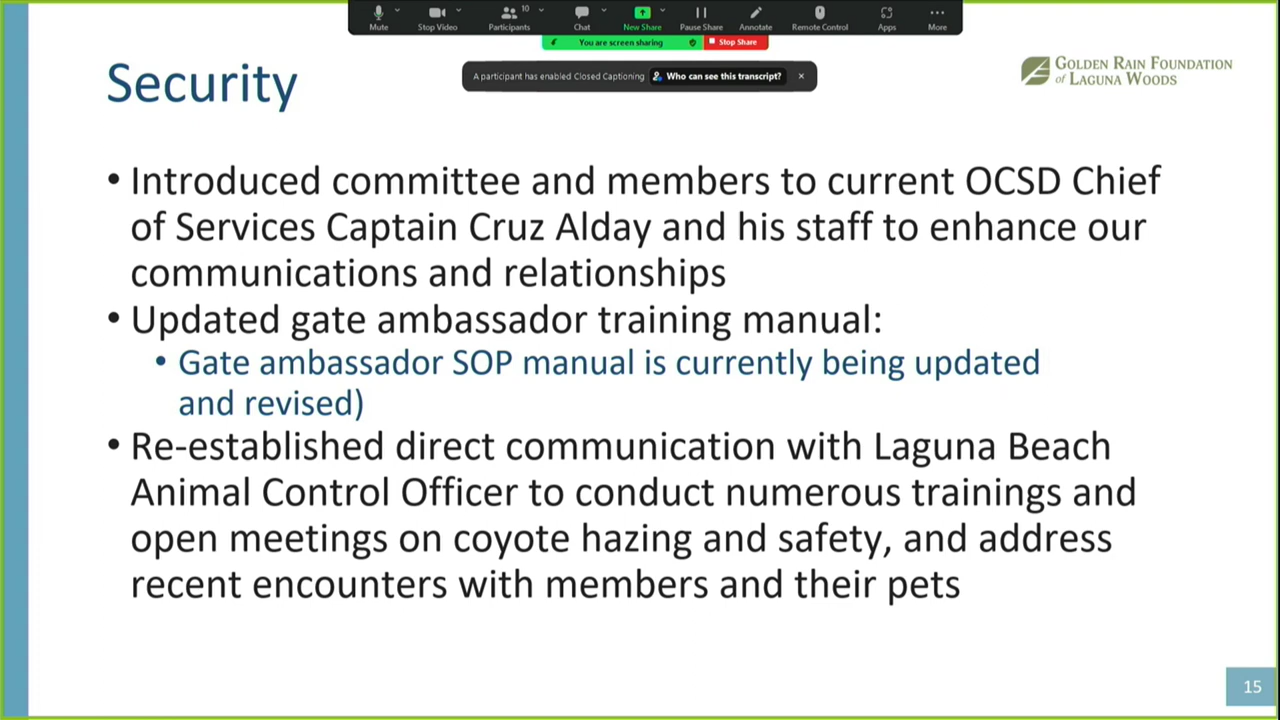 10
Mute
Stop Video
Participants
Chat
New Share
Pause Share
Annotate
Remote Control
Apps
More
You are screen sharing
Stop Share
A participant has enabled Closed Captioning Who can see this transcript?
Security
GOLDEN RAIN FOUNDATION
of LAGUNA WOODS
• Introduced committee and members to current OCSD Chief
of Services Captain Cruz Alday and his staff to enhance our
communications and relationships
• Updated gate ambassador training manual:
• Gate ambassador SOP manual is currently being updated
and revised)
• Re-established direct communication with Laguna Beach
Animal Control Officer to conduct numerous trainings and
open meetings on coyote hazing and safety, and address
recent encounters with members and their pets
15